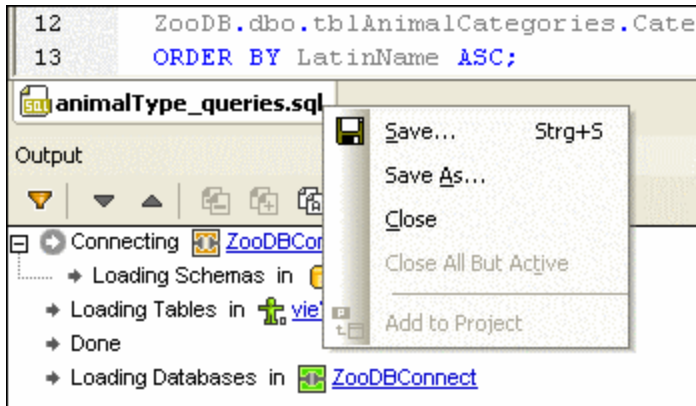 12 ZooDB.dbo.tblAnimalCategories.Cate
13 ORDER BY LatinName ASC;
animalType_queries.sql
Save... Strg+S
Save As...
Close
Close All But Active
Add to Project
Output
Connecting ZooDBCon
Loading Schemas in
Loading Tables in vie
Done
Loading Databases in ZooDBConnect